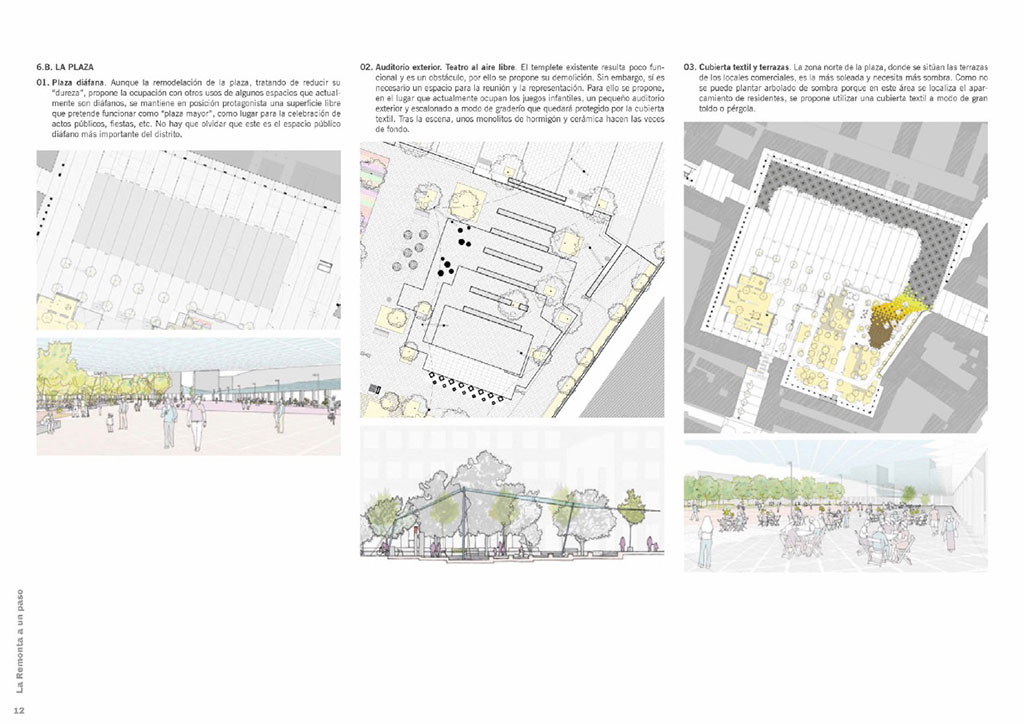 6.B. LA PLAZA
01. Plaza diáfana. Aunque la remodelación de la plaza, tratando de reducir su
"dureza", propone la ocupación con otros usos de algunos espacios que actual-
mente son diáfanos, se mantiene en posición protagonista una superficie libre
que pretende funcionar como "plaza mayor", como lugar para la celebración de
actos públicos, fiestas, etc. No hay que olvidar que este es el espacio público
diáfano más importante del distrito.
02. Auditorio exterior. Teatro al aire libre. El templete existente resulta poco fun-
cional y es un obstáculo, por ello se propone su demolición. Sin embargo, sí es
necesario un espacio para la reunión y la representación. Para ello se propone,
en el lugar que actualmente ocupan los juegos infantiles, un pequeño auditorio
exterior y escalonado a modo de graderío que quedará protegido por la cubierta
textil. Tras la escena, unos monolitos de hormigón y cerámica hacen las veces
de fondo.
03. Cubierta textil y terrazas. La zona norte de la plaza, donde se sitúan las terrazas
de los locales comerciales, es la más soleada y necesita más sombra. Como no
se puede plantar arbolado de sombra porque en este área se localiza el apar-
camiento de residentes, se propone utilizar una cubierta textil a modo de gran
toldo o pérgola.
La Remonta a un paso
12